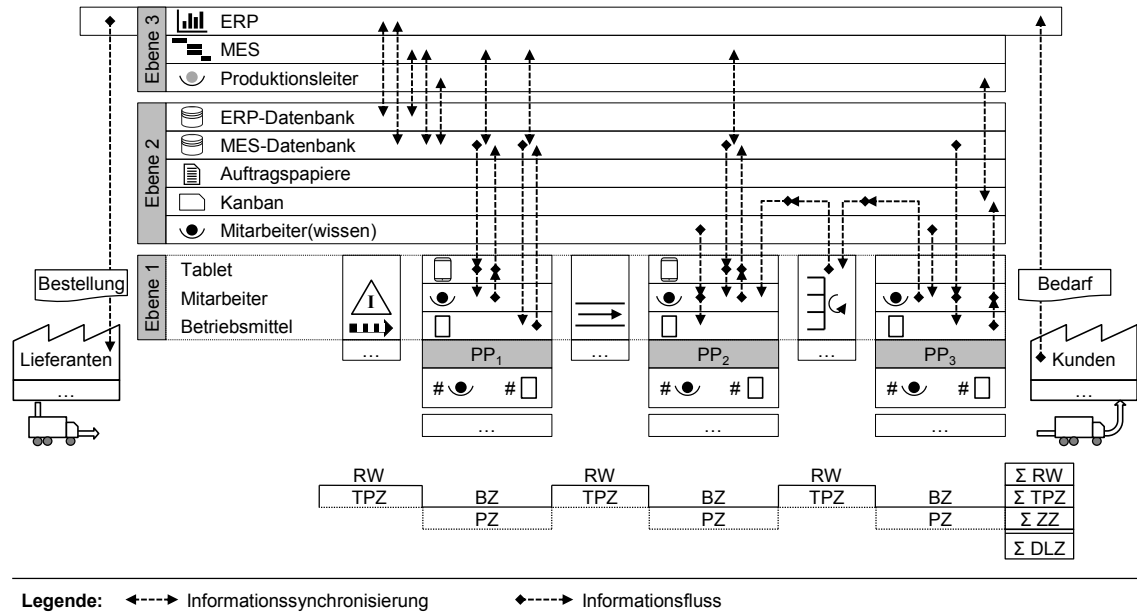 Ebene 3
ERP
MES
Produktionsleiter
Ebene 2
ERP-Datenbank
MES-Datenbank
Auftragspapiere
Kanban
Mitarbeiter(wissen)
Ebene 1
Tablet
Mitarbeiter
Betriebsmittel
Bestellung
Bedarf
Lieferanten
…
Kunden
…
I
… … …
PP1 PP2 PP3
# # # # # #
… … …
RW RW RW Σ RW
TPZ BZ TPZ BZ TPZ BZ Σ TPZ
PZ PZ PZ Σ ZZ
Σ DLZ
Legende: Informationssynchronisierung Informationsfluss